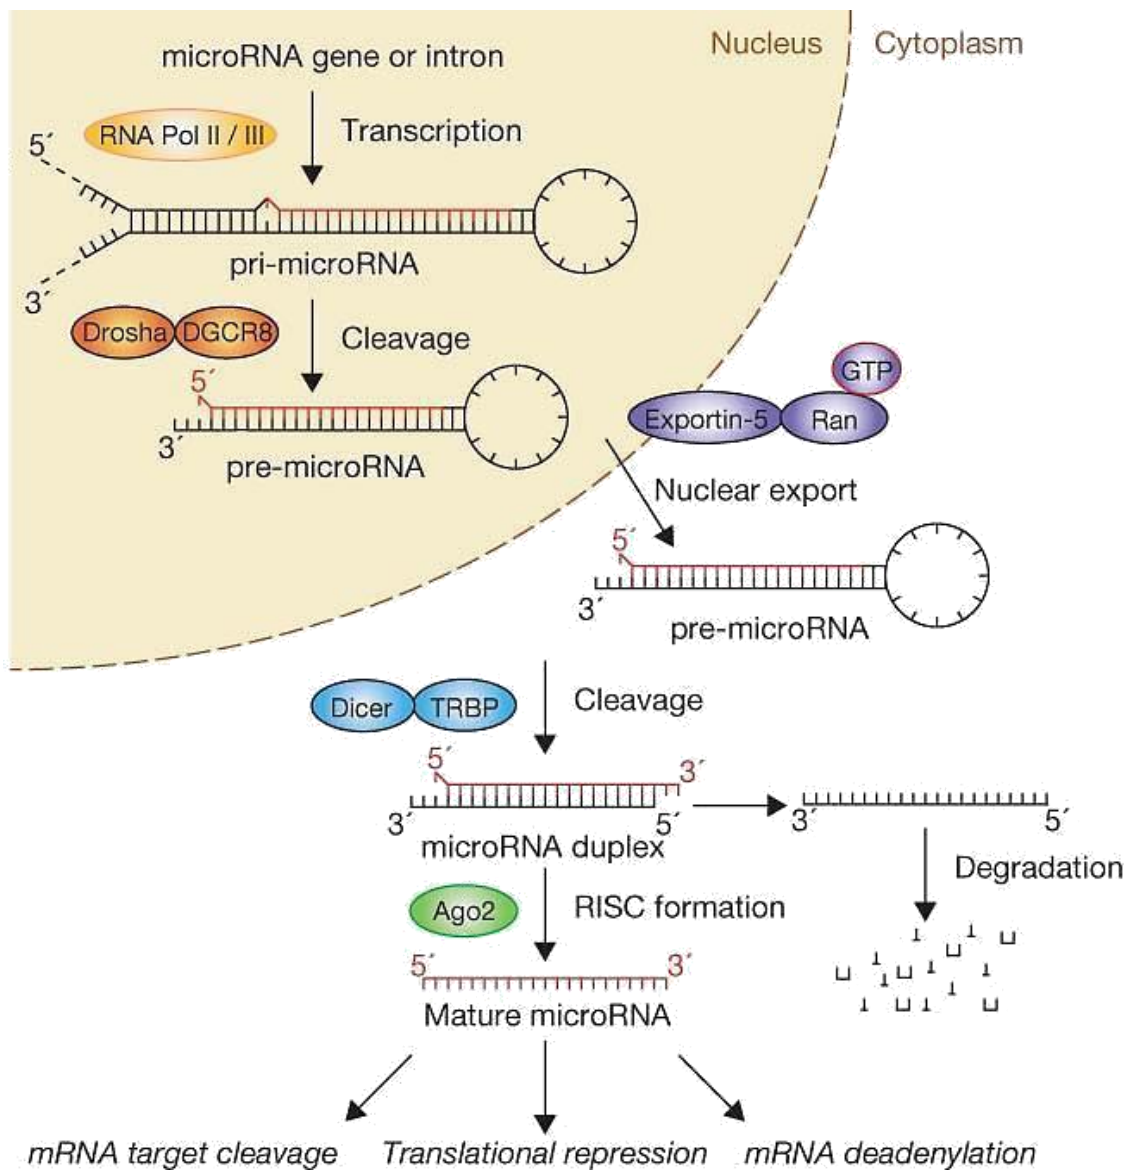 Nucleus
Cytoplasm
microRNA gene or intron
RNA Pol II / III
Transcription
5´
3´
pri-microRNA
Drosha
DGCR8
Cleavage
5´
3´
pre-microRNA
GTP
Exportin-5
Ran
Nuclear export
5´
3´
pre-microRNA
Dicer
TRBP
Cleavage
5´
3´
3´
5´
microRNA duplex
3´
5´
Degradation
Ago2
RISC formation
5´
3´
Mature microRNA
mRNA target cleavage
Translational repression
mRNA deadenylation